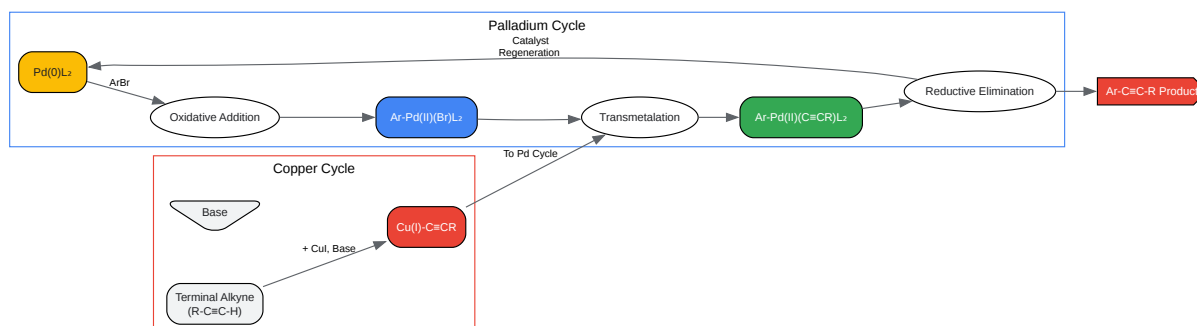 Palladium Cycle
Catalyst
Regeneration
Pd(0)L₂
ArBr
Oxidative Addition
Ar-Pd(II)(Br)L₂
Transmetalation
Ar-Pd(II)(C≡CR)L₂
Reductive Elimination
Ar-C≡C-R Product
To Pd Cycle
Copper Cycle
Base
Cu(I)-C≡CR
+ CuI, Base
Terminal Alkyne
(R-C≡C-H)